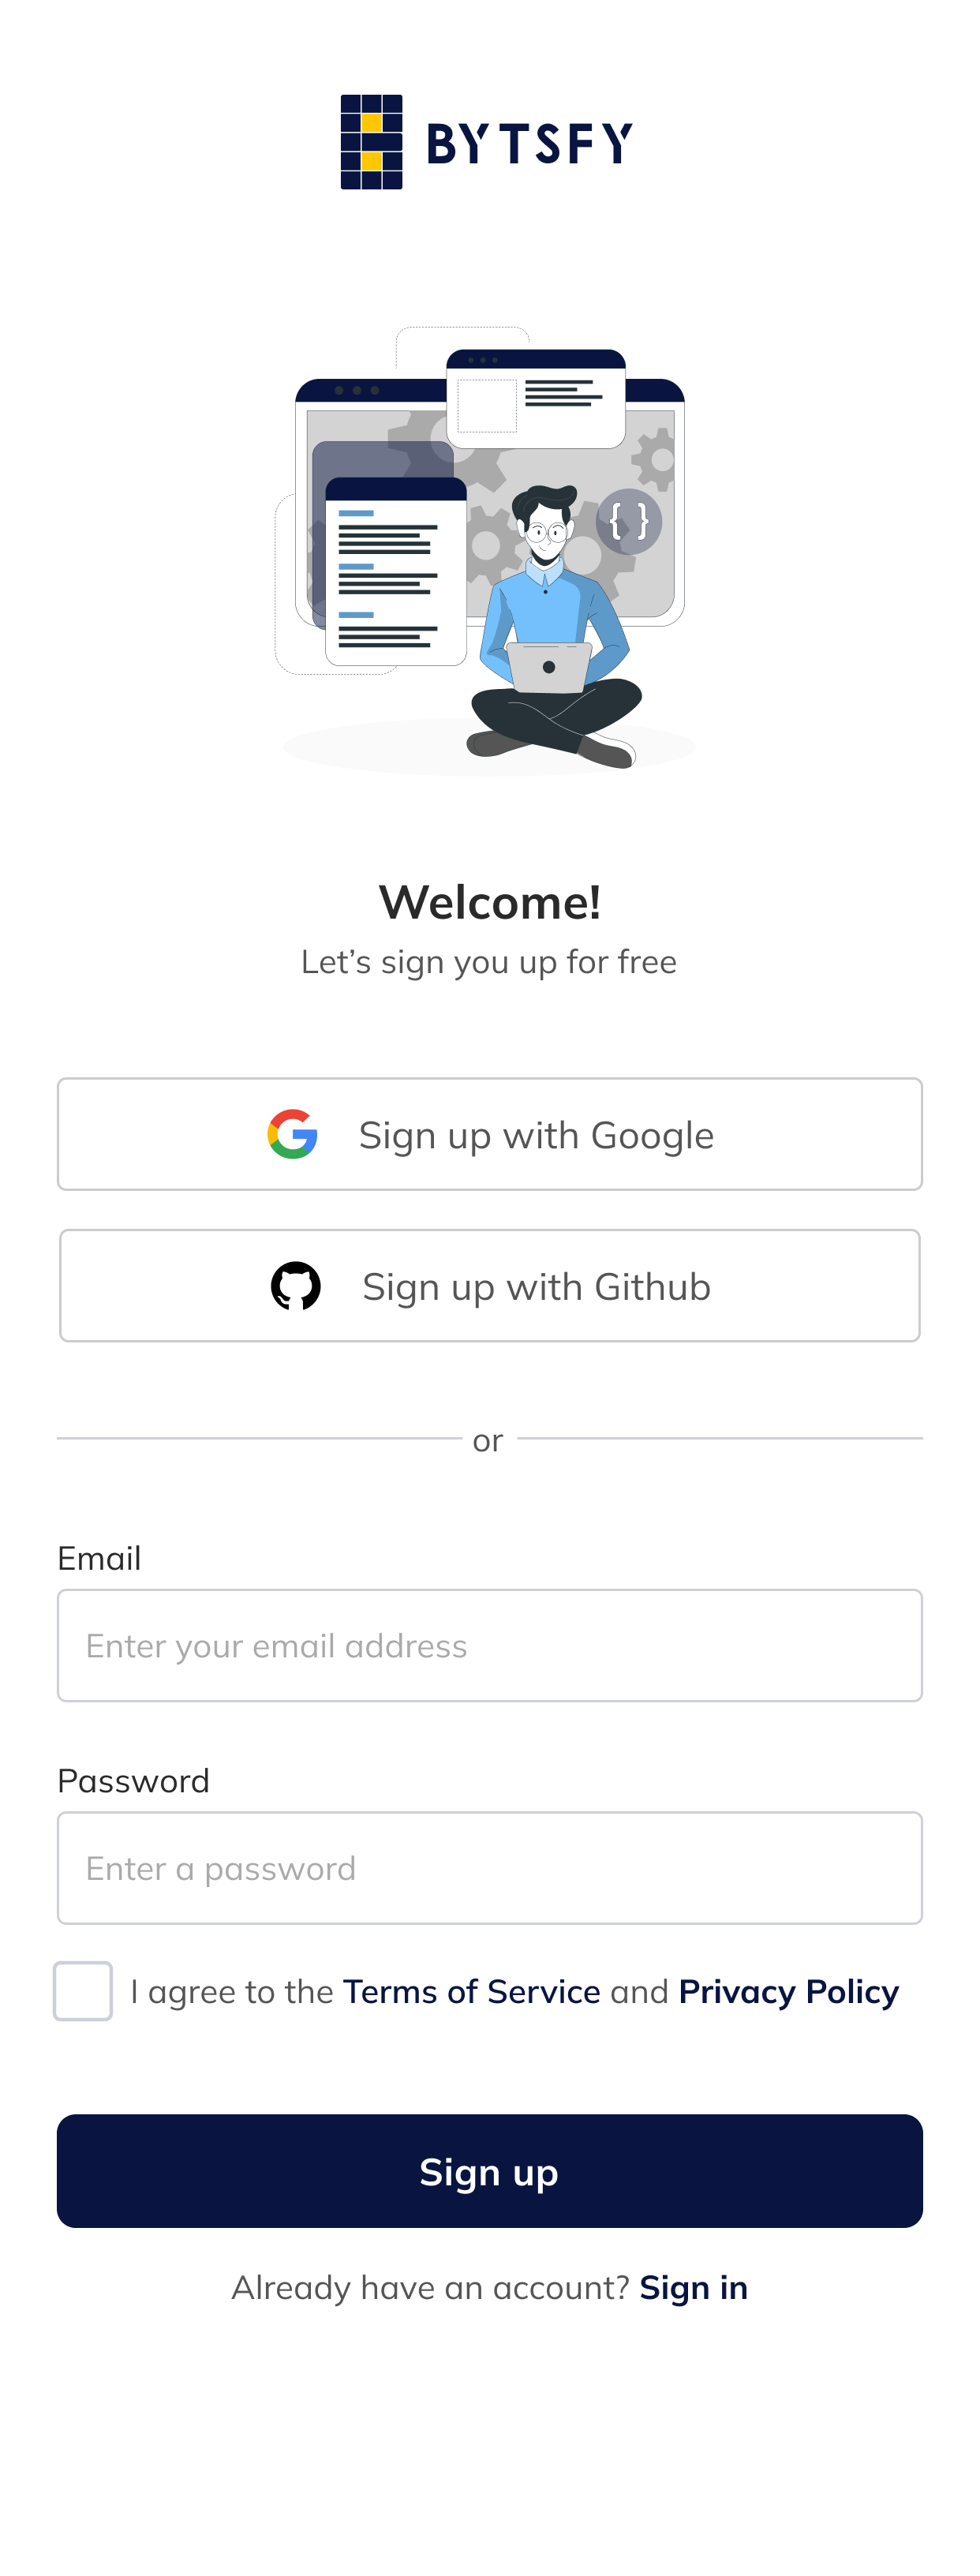 BYTSFY
{ }
Welcome!
Let’s sign you up for free
Sign up with Google
Sign up with Github
or
Email
Enter your email address
Password
Enter a password
I agree to the Terms of Service and Privacy Policy
Sign up
Already have an account? Sign in